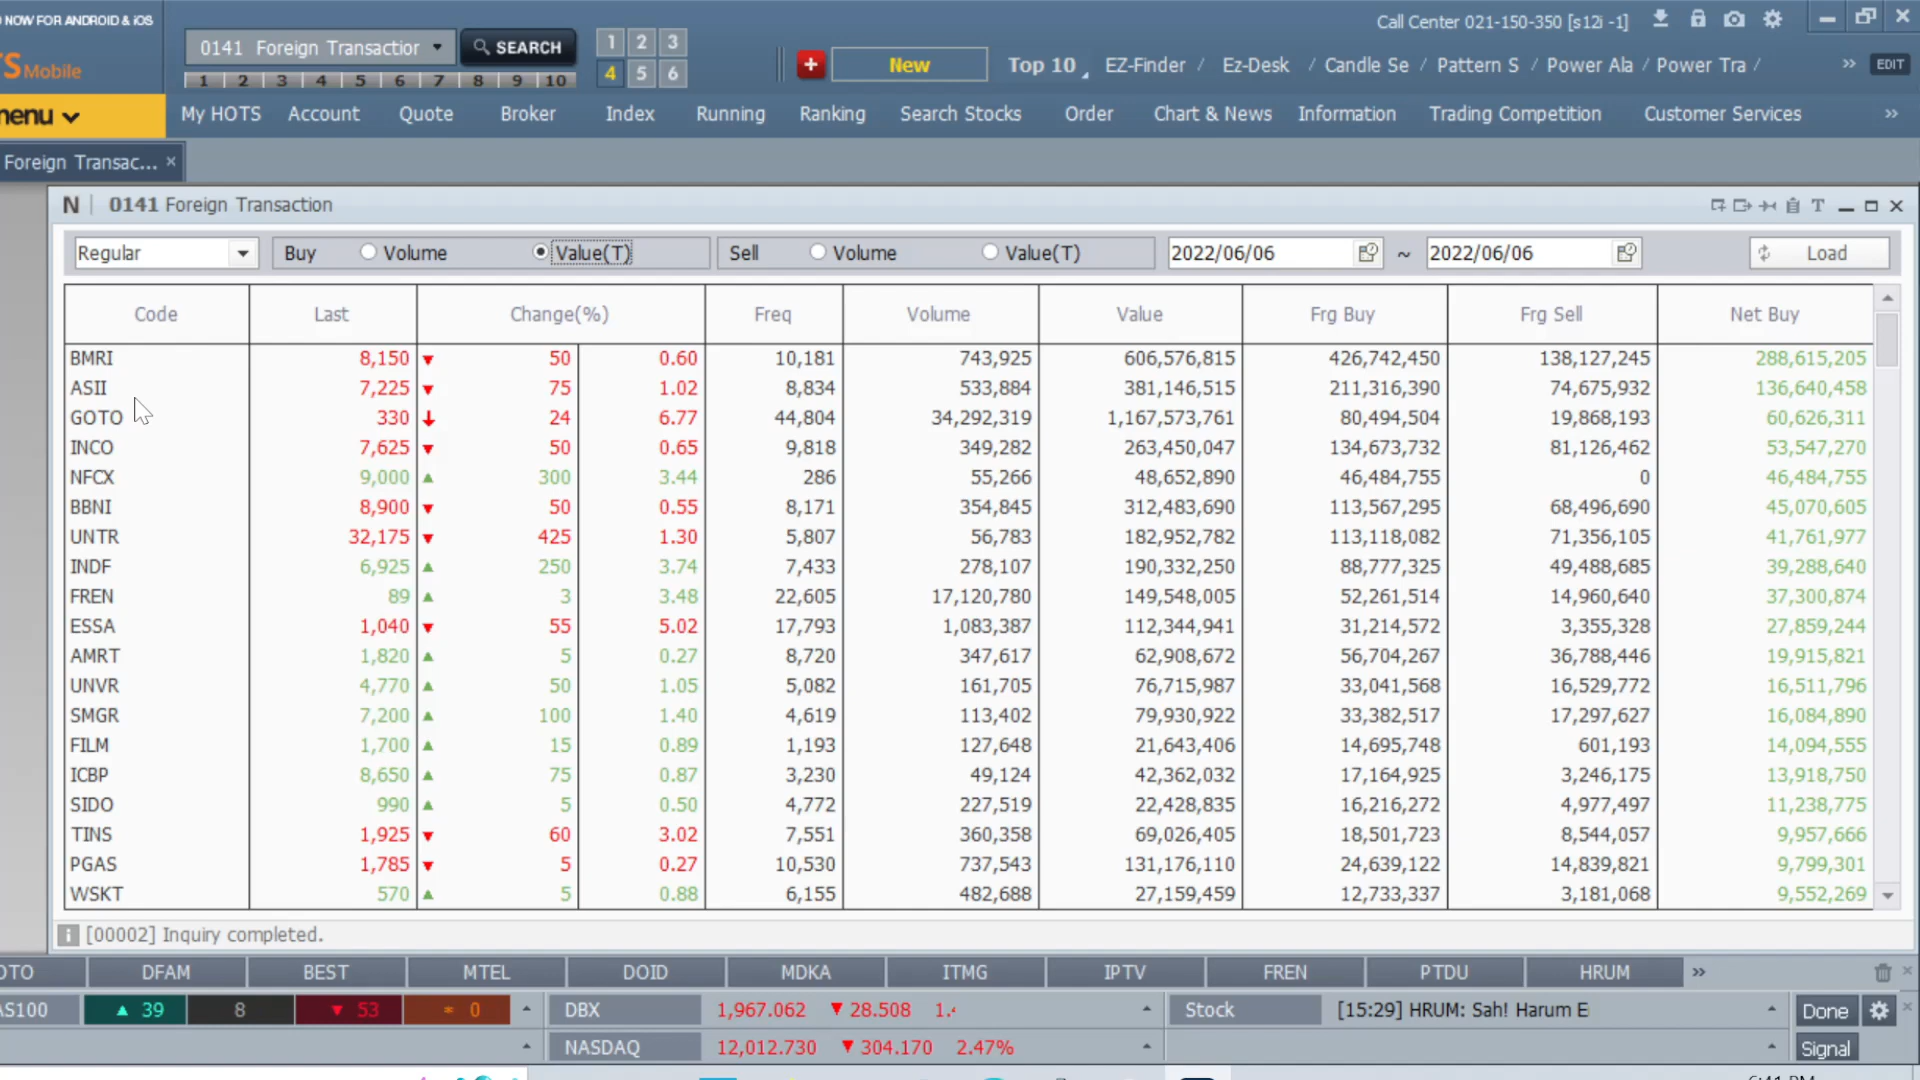 NOW FOR ANDROID & iOS
TS Mobile
0141 Foreign Transaction
SEARCH
1 2 3
4 5 6
1 2 3 4 5 6 7 8 9 10
New
Call Center 021-150-350 [s12i -1]
Top 10 EZ-Finder / Ez-Desk / Candle Se / Pattern S / Power Ala / Power Tra / » EDIT
menu
My HOTS Account Quote Broker Index Running Ranking Search Stocks Order Chart & News Information Trading Competition Customer Services »
Foreign Transac... ×
N 0141 Foreign Transaction T
Regular Buy Volume Value(T) Sell Volume Value(T) 2022/06/06 ~ 2022/06/06 Load
Code Last Change(%) Freq Volume Value Frg Buy Frg Sell Net Buy
BMRI 8,150 ▼ 50 0.60 10,181 743,925 606,576,815 426,742,450 138,127,245 288,615,205
ASII 7,225 ▼ 75 1.02 8,834 533,884 381,146,515 211,316,390 74,675,932 136,640,458
GOTO 330 ↓ 24 6.77 44,804 34,292,319 1,167,573,761 80,494,504 19,868,193 60,626,311
INCO 7,625 ▼ 50 0.65 9,818 349,282 263,450,047 134,673,732 81,126,462 53,547,270
NFCX 9,000 ▲ 300 3.44 286 55,266 48,652,890 46,484,755 0 46,484,755
BBNI 8,900 ▼ 50 0.55 8,171 354,845 312,483,690 113,567,295 68,496,690 45,070,605
UNTR 32,175 ▼ 425 1.30 5,807 56,783 182,952,782 113,118,082 71,356,105 41,761,977
INDF 6,925 ▲ 250 3.74 7,433 278,107 190,332,250 88,777,325 49,488,685 39,288,640
FREN 89 ▲ 3 3.48 22,605 17,120,780 149,548,005 52,261,514 14,960,640 37,300,874
ESSA 1,040 ▼ 55 5.02 17,793 1,083,387 112,344,941 31,214,572 3,355,328 27,859,244
AMRT 1,820 ▲ 5 0.27 8,720 347,617 62,908,672 56,704,267 36,788,446 19,915,821
UNVR 4,770 ▲ 50 1.05 5,082 161,705 76,715,987 33,041,568 16,529,772 16,511,796
SMGR 7,200 ▲ 100 1.40 4,619 113,402 79,930,922 33,382,517 17,297,627 16,084,890
FILM 1,700 ▲ 15 0.89 1,193 127,648 21,643,406 14,695,748 601,193 14,094,555
ICBP 8,650 ▲ 75 0.87 3,230 49,124 42,362,032 17,164,925 3,246,175 13,918,750
SIDO 990 ▲ 5 0.50 4,772 227,519 22,428,835 16,216,272 4,977,497 11,238,775
TINS 1,925 ▼ 60 3.02 7,551 360,358 69,026,405 18,501,723 8,544,057 9,957,666
PGAS 1,785 ▼ 5 0.27 10,530 737,543 131,176,110 24,639,122 14,839,821 9,799,301
WSKT 570 ▲ 5 0.88 6,155 482,688 27,159,459 12,733,337 3,181,068 9,552,269
[00002] Inquiry completed.
OTO DFAM BEST MTEL DOID MDKA ITMG IPTV FREN PTDU HRUM »
AS100 ▲ 39 8 ▼ 53 0 DBX 1,967.062 ▼ 28.508 Stock [15:29] HRUM: Sah! Harum E Done
NASDAQ 12,012.730 ▼ 304.170 2.47% Signal